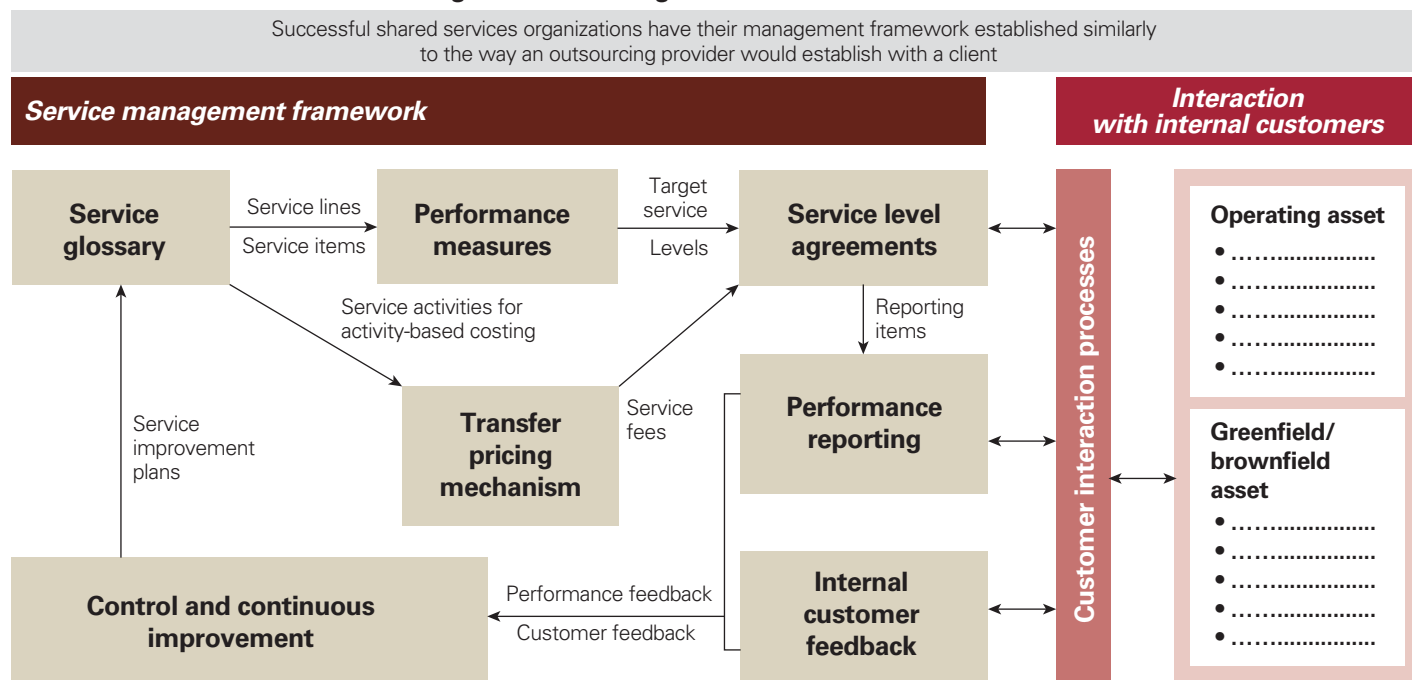 Successful shared services organizations have their management framework established similarly
to the way an outsourcing provider would establish with a client
Service management framework
Interaction
with internal customers
Service
glossary
Service lines
Service items
Performance
measures
Target
service
Levels
Service level
agreements
Service activities for
activity-based costing
Reporting
items
Transfer
pricing
mechanism
Service
fees
Performance
reporting
Service
improvement
plans
Control and continuous
improvement
Performance feedback
Customer feedback
Internal
customer
feedback
Customer interaction processes
Operating asset
• ……..................
• ……..................
• ……..................
• ……..................
• ……..................
Greenfield/
brownfield
asset
• ……..................
• ……..................
• ……..................
• ……..................
• ……..................